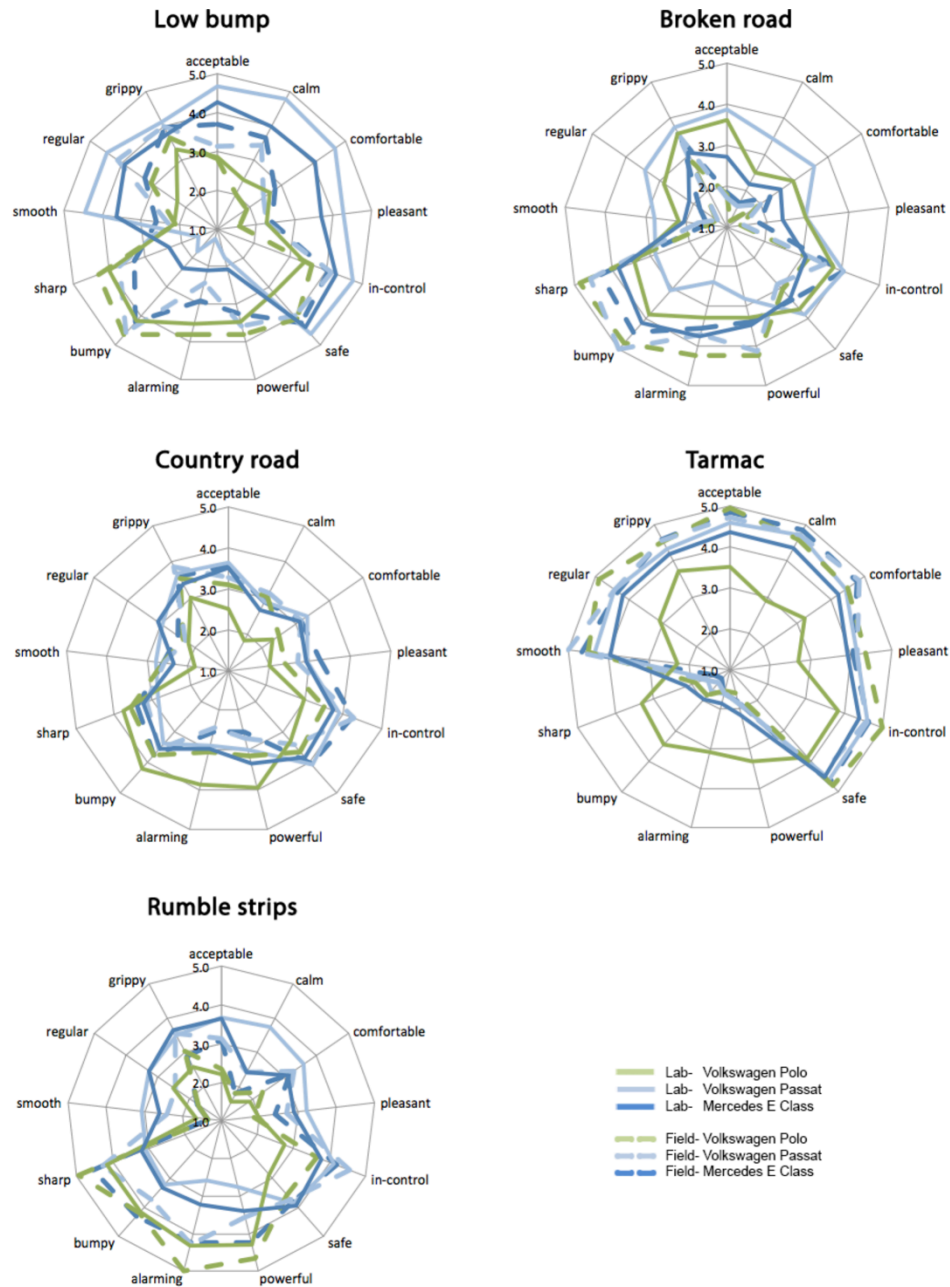 Low bump
acceptable
calm
comfortable
pleasant
in-control
safe
powerful
alarming
bumpy
sharp
smooth
regular
grippy
5.0
4.0
3.0
2.0
1.0
Broken road
acceptable
calm
comfortable
pleasant
in-control
safe
powerful
alarming
bumpy
sharp
smooth
regular
grippy
5.0
4.0
3.0
2.0
1.0
Country road
acceptable
calm
comfortable
pleasant
in-control
safe
powerful
alarming
bumpy
sharp
smooth
regular
grippy
5.0
4.0
3.0
2.0
1.0
Tarmac
acceptable
calm
comfortable
pleasant
in-control
safe
powerful
alarming
bumpy
sharp
smooth
regular
grippy
5.0
4.0
3.0
2.0
1.0
Rumble strips
acceptable
calm
comfortable
pleasant
in-control
safe
powerful
alarming
bumpy
sharp
smooth
regular
grippy
5.0
4.0
3.0
2.0
1.0
Lab- Volkswagen Polo
Lab- Volkswagen Passat
Lab- Mercedes E Class
Field- Volkswagen Polo
Field- Volkswagen Passat
Field- Mercedes E Class